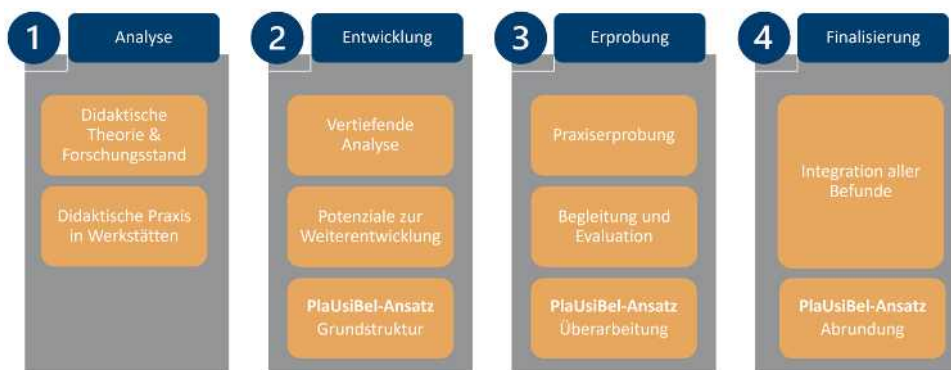 1 Analyse
Didaktische
Theorie &
Forschungsstand
Didaktische Praxis
in Werkstätten
2 Entwicklung
Vertiefende
Analyse
Potenziale zur
Weiterentwicklung
PlaUsiBel-Ansatz
Grundstruktur
3 Erprobung
Praxiserprobung
Begleitung und
Evaluation
PlaUsiBel-Ansatz
Überarbeitung
4 Finalisierung
Integration aller
Befunde
PlaUsiBel-Ansatz
Abrundung